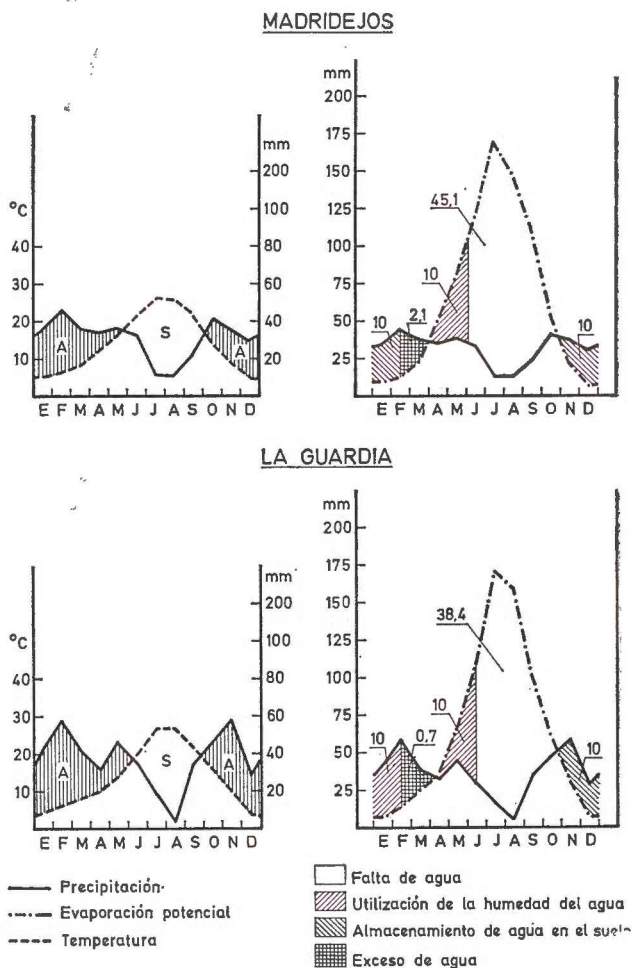 MADRIDEJOS
°C
40
30
20
10
mm
200
100
80
60
40
20
A
S
A
E F M A M J J A S O N D
mm
200
175
150
125
100
75
50
25
10
2,1
10
45,1
10
E F M A M J J A S O N D
LA GUARDIA
°C
40
30
20
10
mm
200
100
80
60
40
20
A
S
A
E F M A M J J A S O N D
mm
200
175
150
125
100
75
50
25
10
0,7
10
38,4
10
E F M A M J J A S O N D
Precipitación
Evaporación potencial
Temperatura
Falta de agua
Utilización de la humedad del agua
Almacenamiento de agua en el suelo
Exceso de agua